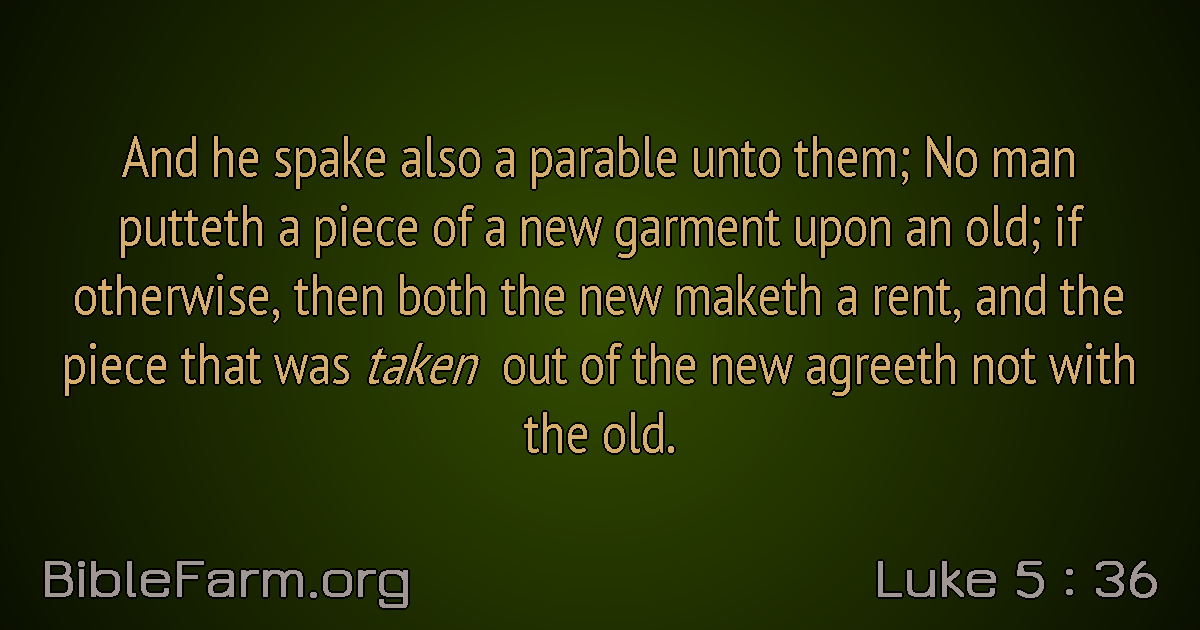 And he spake also a parable unto them; No man
putteth a piece of a new garment upon an old; if
otherwise, then both the new maketh a rent, and the
piece that was taken out of the new agreeth not with
the old.
BibleFarm.org
Luke 5 : 36